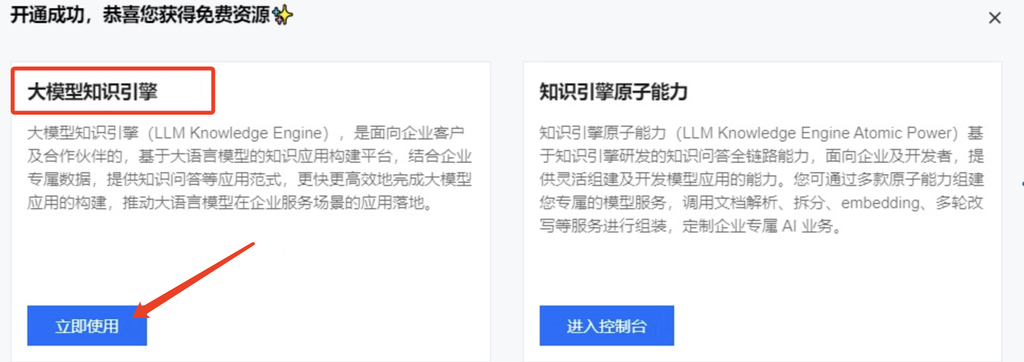 开通成功，恭喜您获得免费资源✨
大模型知识引擎
大模型知识引擎（LLM Knowledge Engine），是面向企业客户
及合作伙伴的，基于大语言模型的知识应用构建平台，结合企业
专属数据，提供知识问答等应用范式，更快更高效地完成大模型
应用的构建，推动大语言模型在企业服务场景的应用落地。
立即使用
知识引擎原子能力
知识引擎原子能力（LLM Knowledge Engine Atomic Power）基
于知识引擎研发的知识问答全链路能力，面向企业及开发者，提
供灵活组建及开发模型应用的能力。您可通过多款原子能力组建
您专属的模型服务，调用文档解析、拆分、embedding、多轮改
写等服务进行组装，定制企业专属 AI 业务。
进入控制台